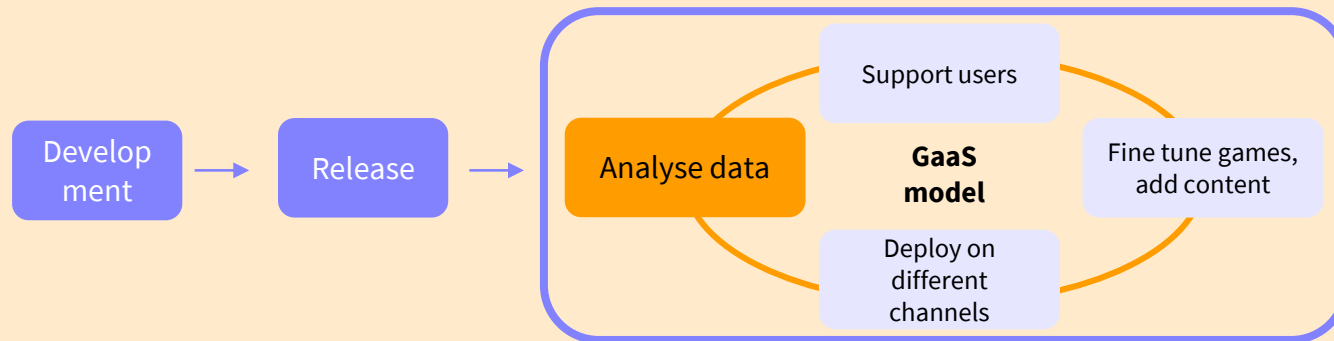 Develop
ment
Release
Analyse data
Support users
GaaS
model
Fine tune games,
add content
Deploy on
different
channels